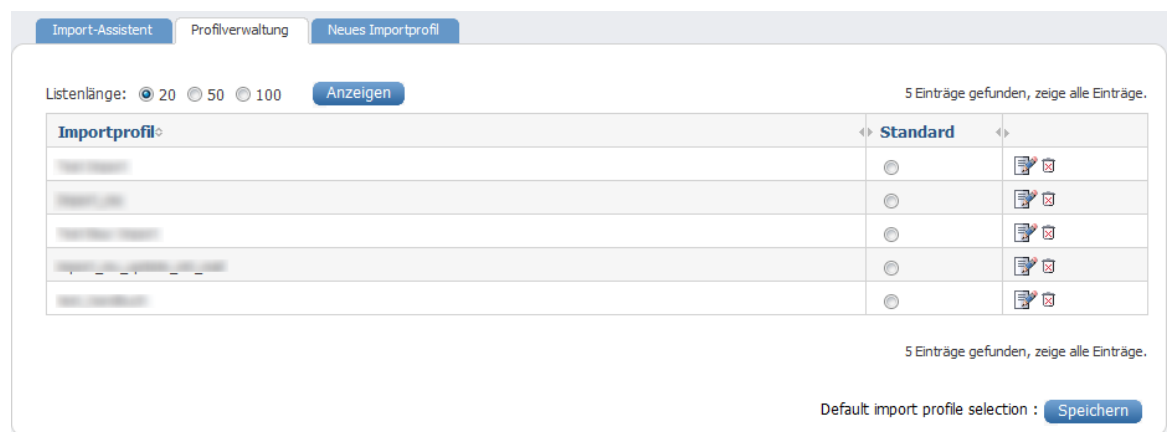 Import-Assistent Profilverwaltung Neues Importprofil
Listenlänge: 20 50 100 Anzeigen 5 Einträge gefunden, zeige alle Einträge.
Importprofil Standard
5 Einträge gefunden, zeige alle Einträge.
Default import profile selection : Speichern